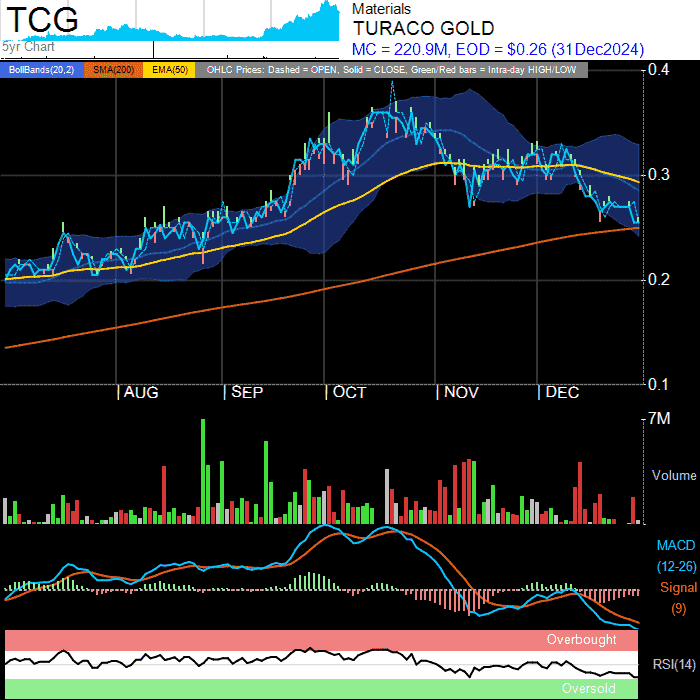 TCG
5yr Chart
Materials
TURACO GOLD
MC = 220.9M, EOD = $0.26 (31Dec2024)
BollBands(20,2) SMA(200) EMA(50) OHLC Prices: Dashed = OPEN, Solid = CLOSE, Green/Red bars = Intra-day HIGH/LOW
0.4
0.3
0.2
0.1
AUG SEP OCT NOV DEC
7M
Volume
MACD
(12-26)
Signal
(9)
Overbought
RSI(14)
Oversold